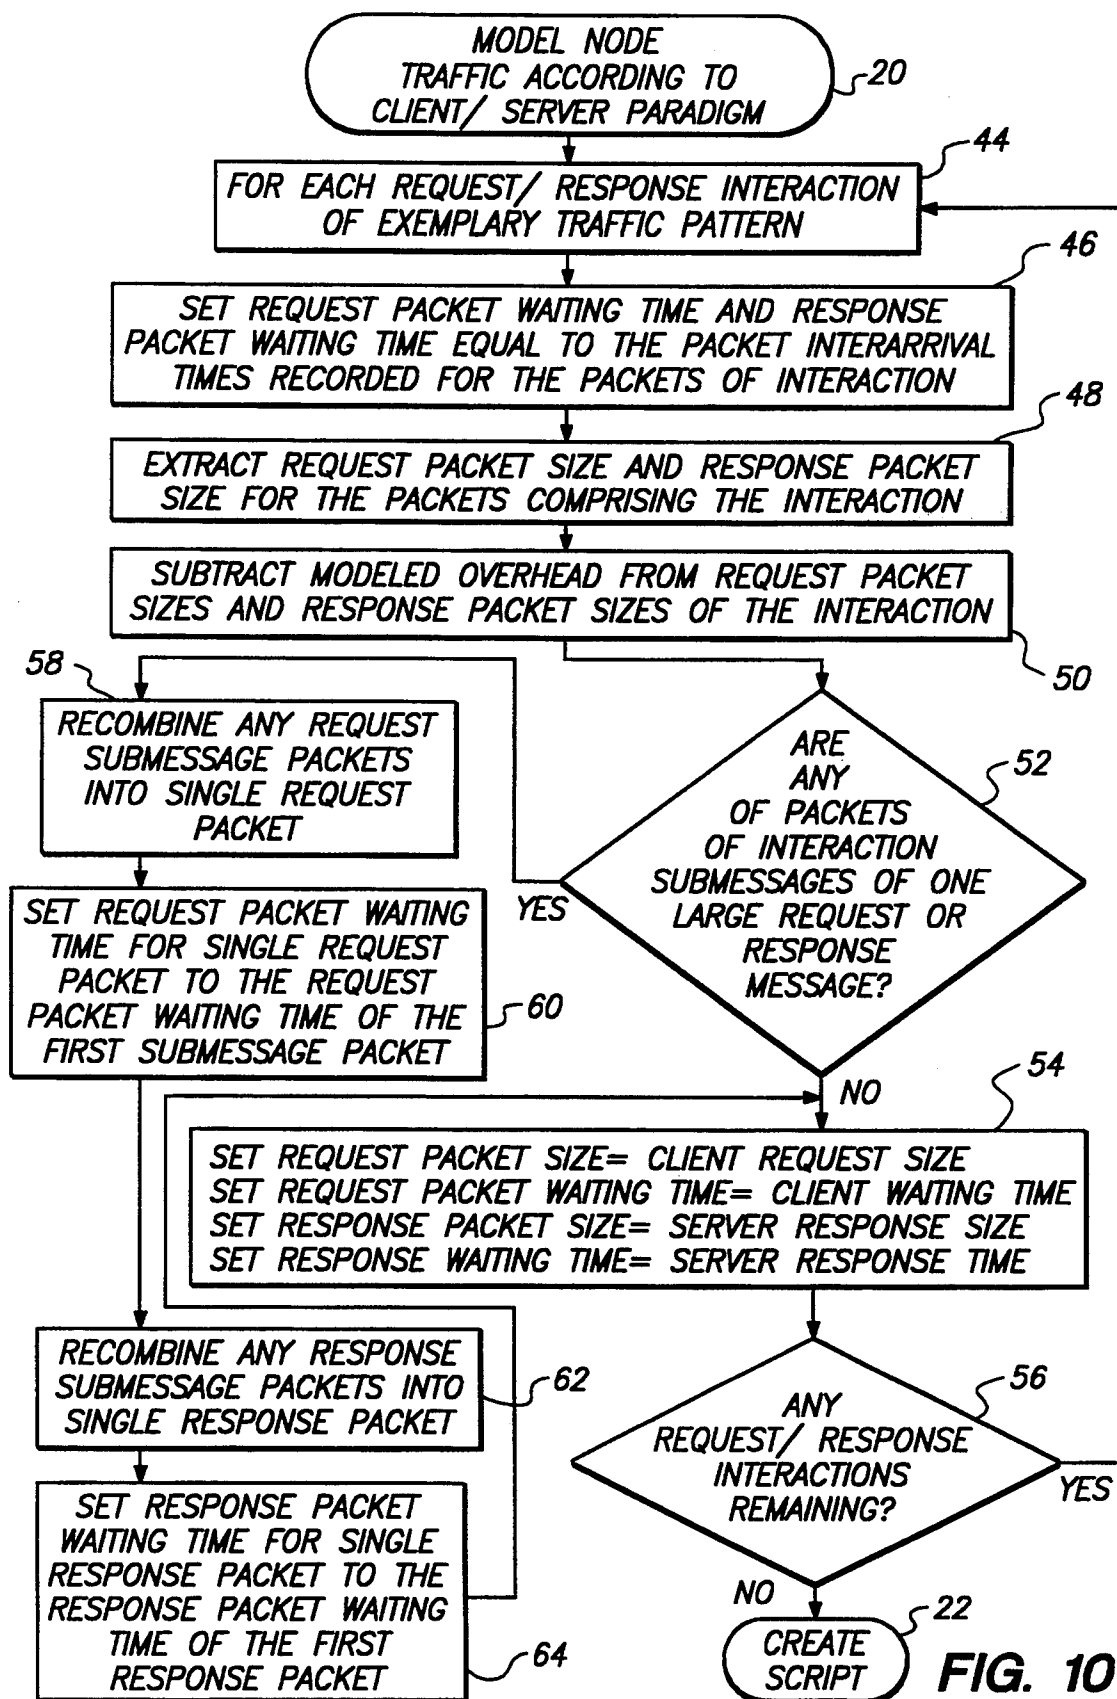 MODEL NODE
TRAFFIC ACCORDING TO
CLIENT/ SERVER PARADIGM
20
44
FOR EACH REQUEST/ RESPONSE INTERACTION
OF EXEMPLARY TRAFFIC PATTERN
46
SET REQUEST PACKET WAITING TIME AND RESPONSE
PACKET WAITING TIME EQUAL TO THE PACKET INTERARRIVAL
TIMES RECORDED FOR THE PACKETS OF INTERACTION
48
EXTRACT REQUEST PACKET SIZE AND RESPONSE PACKET
SIZE FOR THE PACKETS COMPRISING THE INTERACTION
SUBTRACT MODELED OVERHEAD FROM REQUEST PACKET
SIZES AND RESPONSE PACKET SIZES OF THE INTERACTION
50
58
RECOMBINE ANY REQUEST
SUBMESSAGE PACKETS
INTO SINGLE REQUEST
PACKET
ARE
ANY
OF PACKETS
OF INTERACTION
SUBMESSAGES OF ONE
LARGE REQUEST OR
RESPONSE
MESSAGE?
52
YES
SET REQUEST PACKET WAITING
TIME FOR SINGLE REQUEST
PACKET TO THE REQUEST
PACKET WAITING TIME OF THE
FIRST SUBMESSAGE PACKET
60
NO
54
SET REQUEST PACKET SIZE= CLIENT REQUEST SIZE
SET REQUEST PACKET WAITING TIME= CLIENT WAITING TIME
SET RESPONSE PACKET SIZE= SERVER RESPONSE SIZE
SET RESPONSE WAITING TIME= SERVER RESPONSE TIME
RECOMBINE ANY RESPONSE
SUBMESSAGE PACKETS INTO
SINGLE RESPONSE PACKET
62
ANY
REQUEST/ RESPONSE
INTERACTIONS
REMAINING?
56
YES
SET RESPONSE PACKET
WAITING TIME FOR SINGLE
RESPONSE PACKET TO THE
RESPONSE PACKET WAITING
TIME OF THE FIRST
RESPONSE PACKET
64
NO
22
CREATE
SCRIPT
FIG. 10